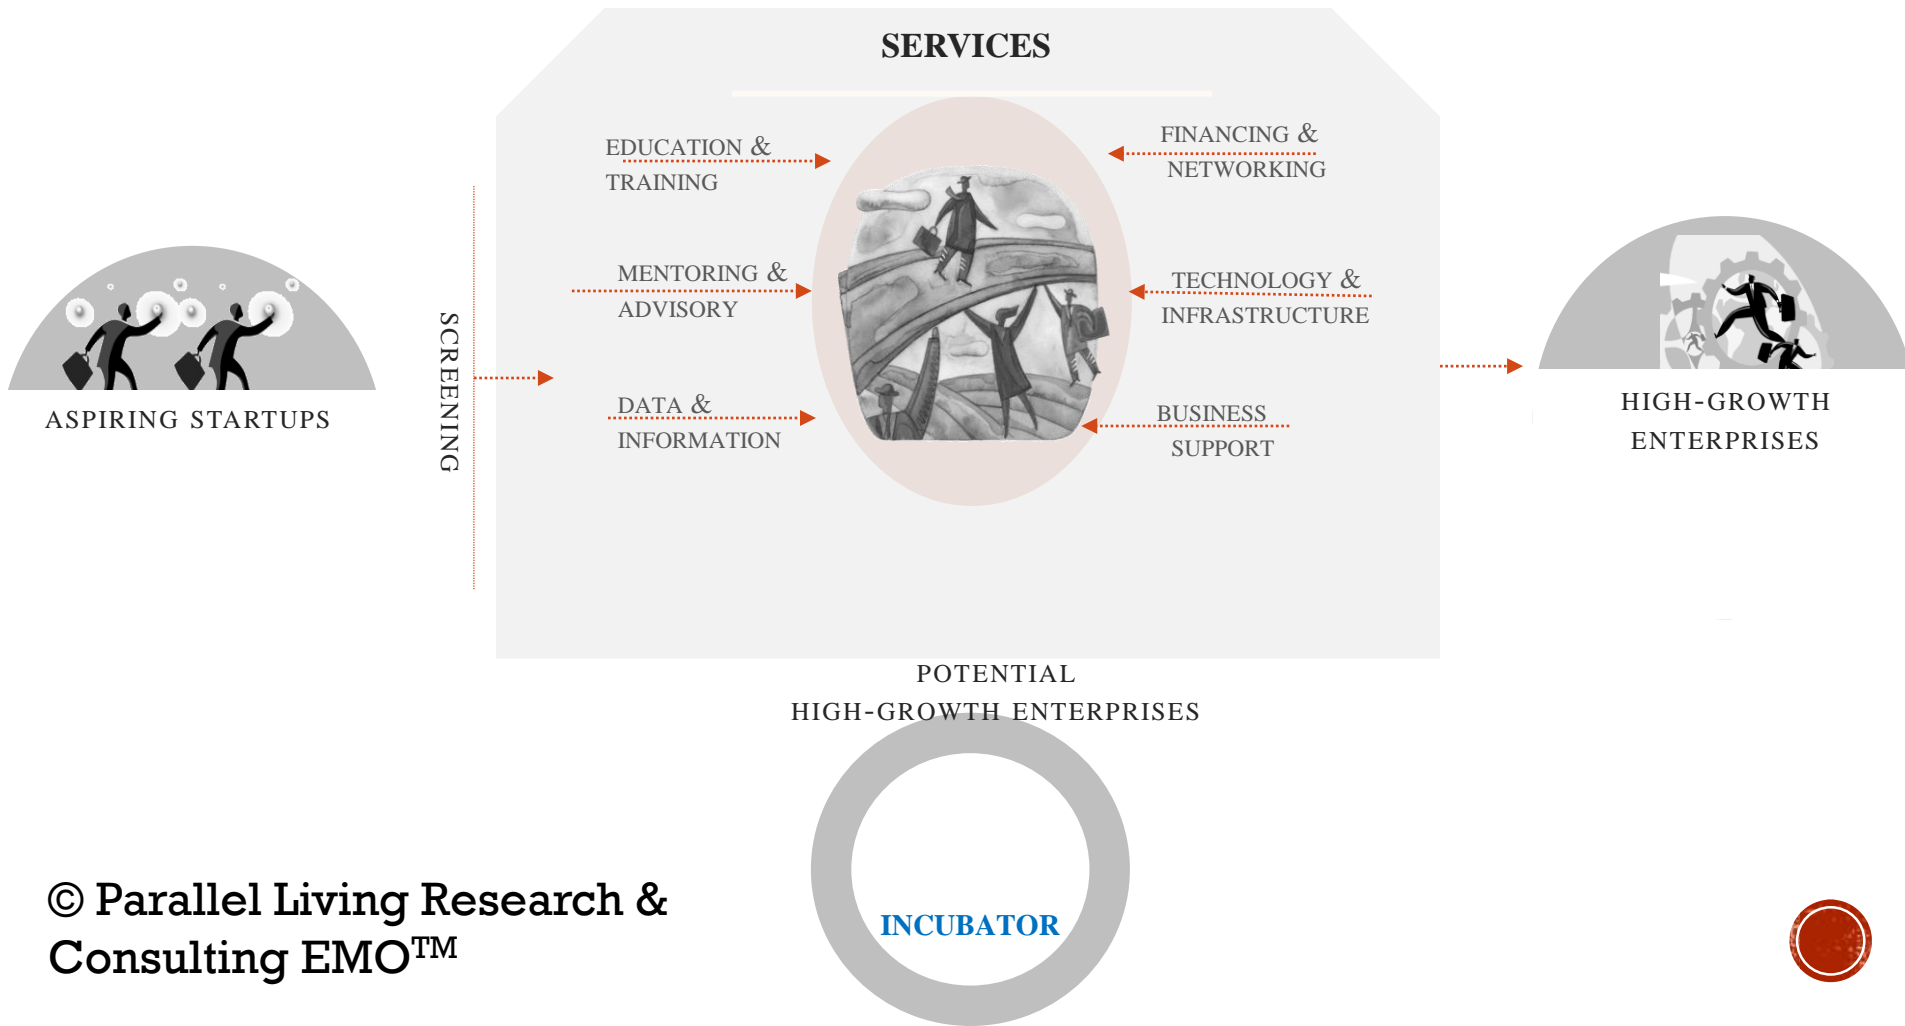 SERVICES
EDUCATION &
TRAINING
FINANCING &
NETWORKING
MENTORING &
ADVISORY
TECHNOLOGY &
INFRASTRUCTURE
DATA &
INFORMATION
BUSINESS
SUPPORT
ASPIRING STARTUPS
SCREENING
HIGH-GROWTH
ENTERPRISES
POTENTIAL
HIGH-GROWTH ENTERPRISES
INCUBATOR
© Parallel Living Research &
Consulting EMO™